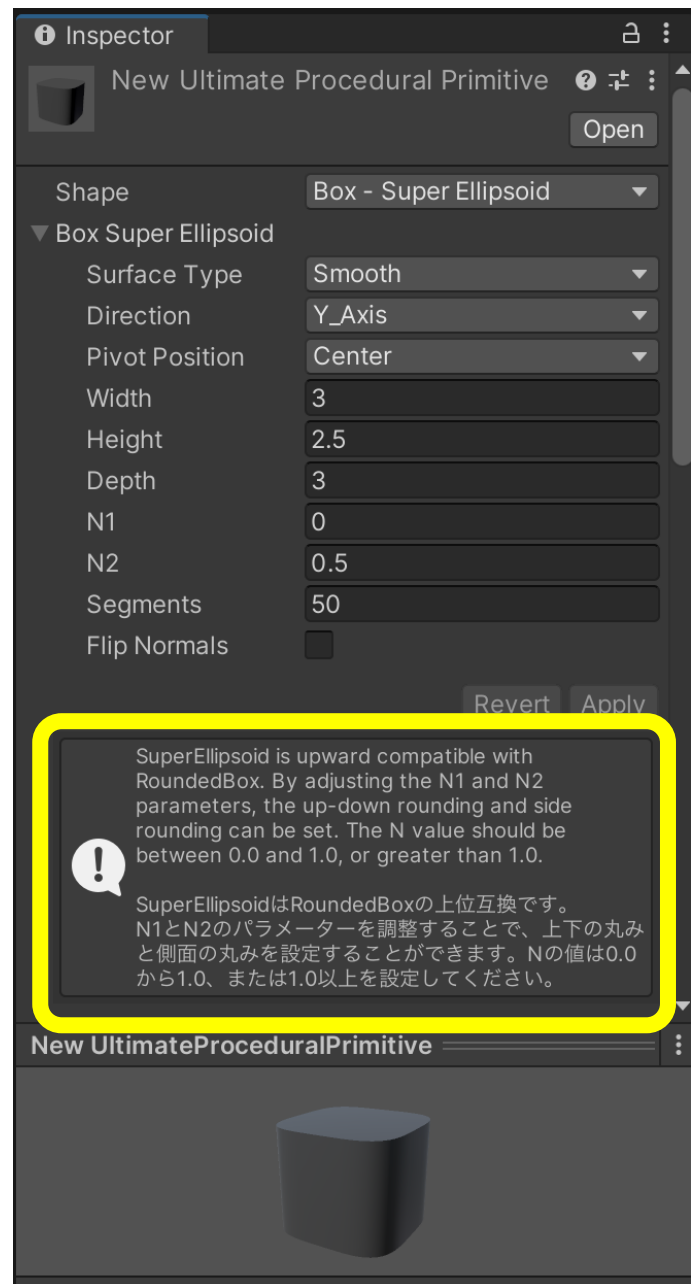 Inspector
New Ultimate Procedural Primitive
Open
Shape Box - Super Ellipsoid
Box Super Ellipsoid
Surface Type Smooth
Direction Y_Axis
Pivot Position Center
Width 3
Height 2.5
Depth 3
N1 0
N2 0.5
Segments 50
Flip Normals
Revert Apply
SuperEllipsoid is upward compatible with
RoundedBox. By adjusting the N1 and N2
parameters, the up-down rounding and side
rounding can be set. The N value should be
between 0.0 and 1.0, or greater than 1.0.
SuperEllipsoidはRoundedBoxの上位互換です。
N1とN2のパラメーターを調整することで、上下の丸み
と側面の丸みを設定することができます。Nの値は0.0
から1.0、または1.0以上を設定してください。
New UltimateProceduralPrimitive